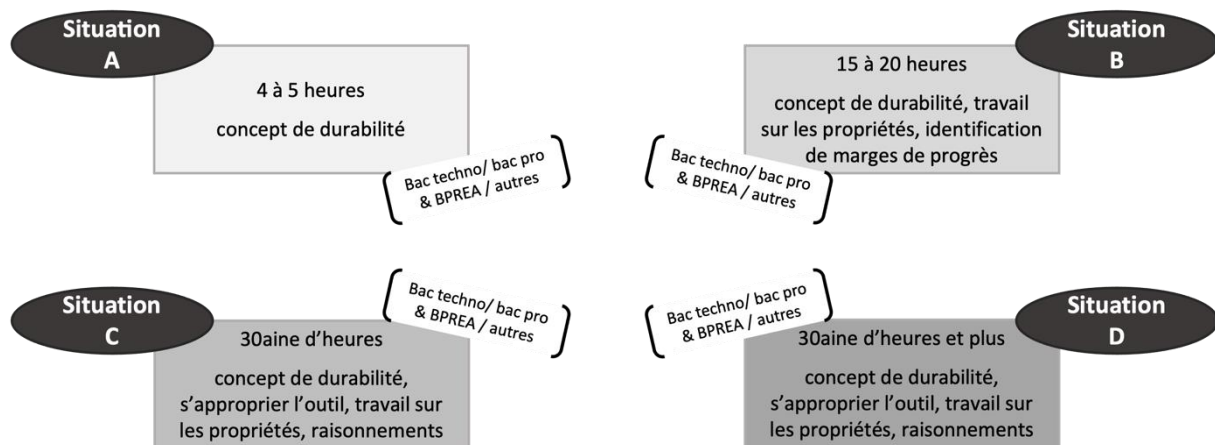 Situation
A
4 à 5 heures
concept de durabilité
Bac techno/ bac pro
& BPREA / autres
Situation
B
15 à 20 heures
concept de durabilité, travail
sur les propriétés, identification
de marges de progrès
Bac techno/ bac pro
& BPREA / autres
Situation
C
30aine d’heures
concept de durabilité,
s’approprier l’outil, travail sur
les propriétés, raisonnements
Bac techno/ bac pro
& BPREA / autres
Situation
D
30aine d’heures et plus
concept de durabilité,
s’approprier l’outil, travail sur
les propriétés, raisonnements
Bac techno/ bac pro
& BPREA / autres